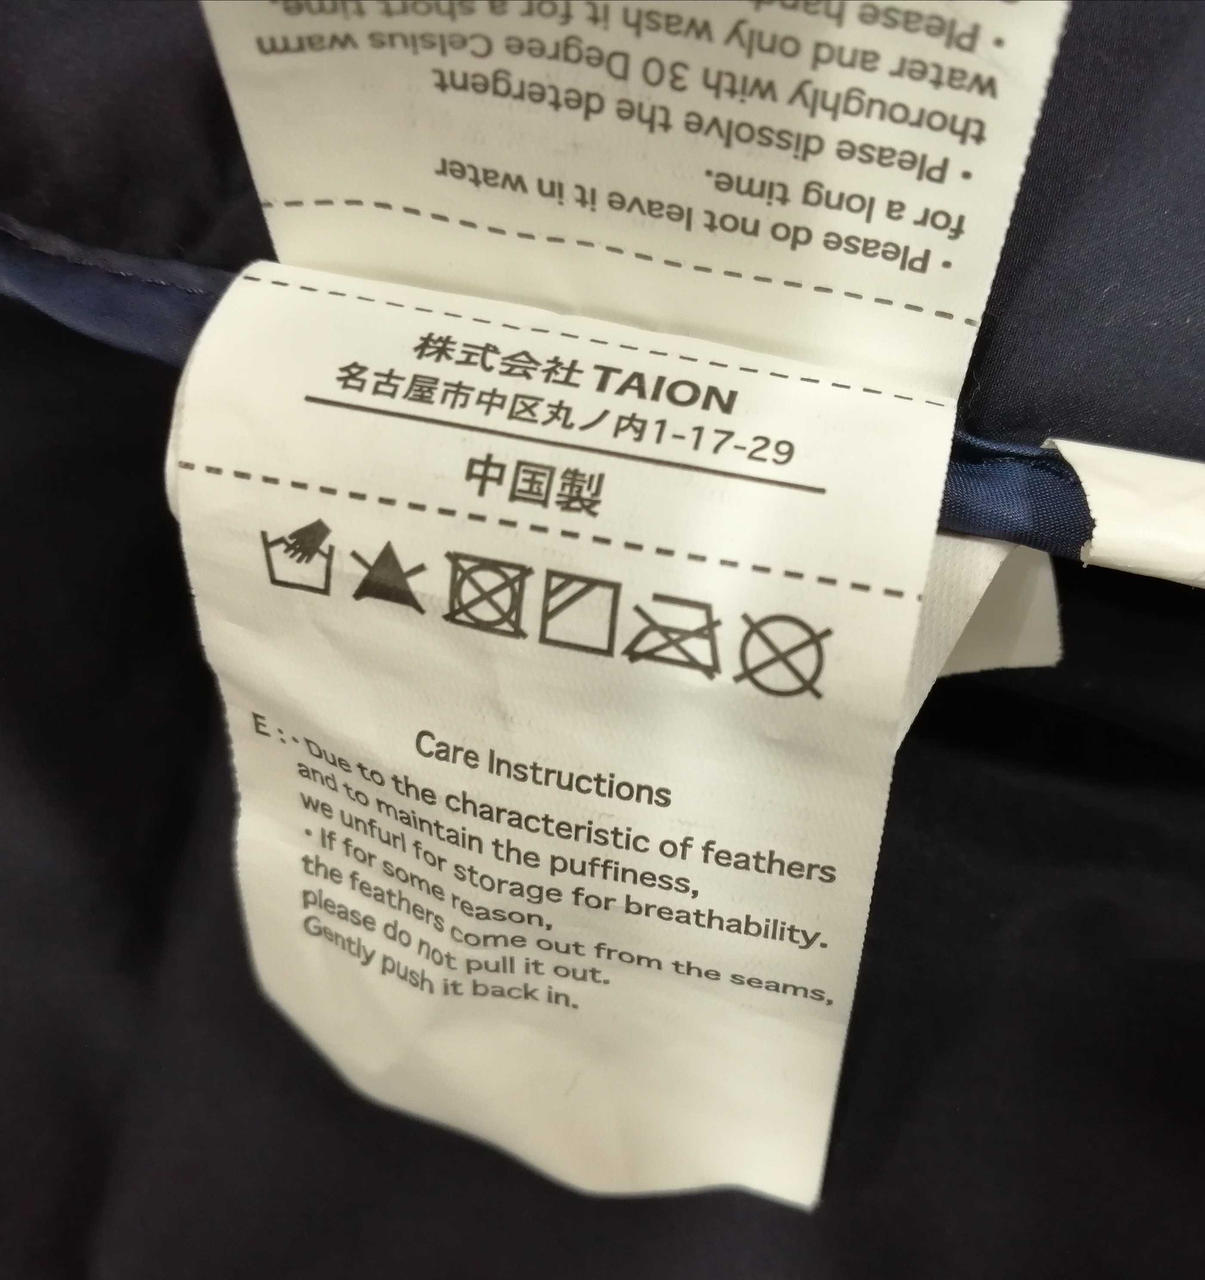 • Please do not leave it in water
for a long time.
• Please dissolve the detergent
thoroughly with 30 Degree Celsius warm
water and only wash it for a short time.
• Please hand
株式会社 TAION
名古屋市中区丸ノ内1-17-29
中国製
Care Instructions
E : • Due to the characteristic of feathers
and to maintain the puffiness,
we unfurl for storage for breathability.
• If for some reason,
the feathers come out from the seams,
please do not pull it out.
Gently push it back in.